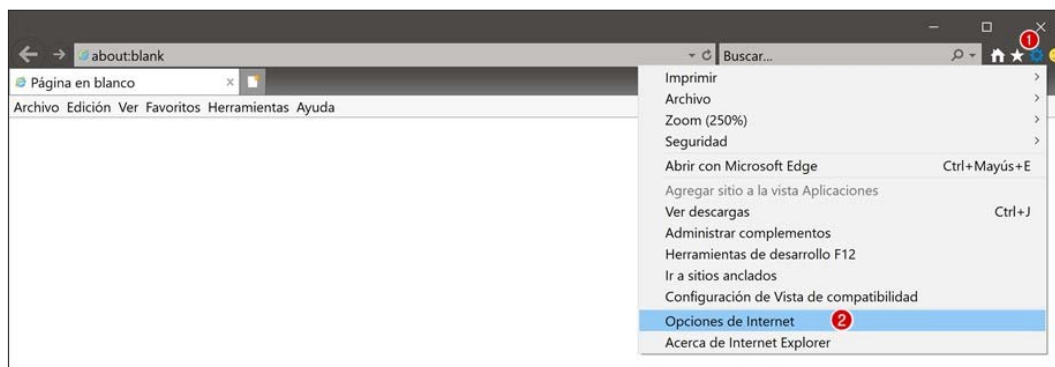 1
about:blank
Buscar...
Página en blanco
Archivo Edición Ver Favoritos Herramientas Ayuda
Imprimir
Archivo
Zoom (250%)
Seguridad
Abrir con Microsoft Edge Ctrl+Mayús+E
Agregar sitio a la vista Aplicaciones
Ver descargas Ctrl+J
Administrar complementos
Herramientas de desarrollo F12
Ir a sitios anclados
Configuración de Vista de compatibilidad
Opciones de Internet 2
Acerca de Internet Explorer